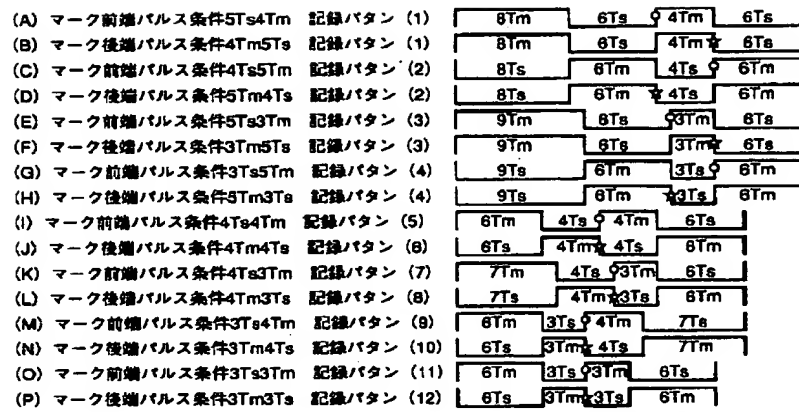 (A) マーク前端パルス条件5Ts4Tm 記録パタン (1) 8Tm 6Ts 4Tm 6Ts
(B) マーク後端パルス条件4Tm5Ts 記録パタン (1) 8Tm 6Ts 4Tm 6Ts
(C) マーク前端パルス条件4Ts5Tm 記録パタン (2) 8Ts 6Tm 4Ts 6Tm
(D) マーク後端パルス条件5Tm4Ts 記録パタン (2) 8Ts 6Tm 4Ts 6Tm
(E) マーク前端パルス条件5Ts3Tm 記録パタン (3) 9Tm 6Ts 3Tm 6Ts
(F) マーク後端パルス条件3Tm5Ts 記録パタン (3) 9Tm 6Ts 3Tm 6Ts
(G) マーク前端パルス条件3Ts5Tm 記録パタン (4) 9Ts 6Tm 3Ts 6Tm
(H) マーク後端パルス条件5Tm3Ts 記録パタン (4) 9Ts 6Tm 3Ts 6Tm
(I) マーク前端パルス条件4Ts4Tm 記録パタン (5) 6Tm 4Ts 4Tm 6Ts
(J) マーク後端パルス条件4Tm4Ts 記録パタン (6) 6Ts 4Tm 4Ts 6Tm
(K) マーク前端パルス条件4Ts3Tm 記録パタン (7) 7Tm 4Ts 3Tm 6Ts
(L) マーク後端パルス条件4Tm3Ts 記録パタン (8) 7Ts 4Tm 3Ts 6Tm
(M) マーク前端パルス条件3Ts4Tm 記録パタン (9) 6Tm 3Ts 4Tm 7Ts
(N) マーク後端パルス条件3Tm4Ts 記録パタン (10) 6Ts 3Tm 4Ts 7Tm
(O) マーク前端パルス条件3Ts3Tm 記録パタン (11) 6Tm 3Ts 3Tm 6Ts
(P) マーク後端パルス条件3Tm3Ts 記録パタン (12) 6Ts 3Tm 3Ts 6Tm